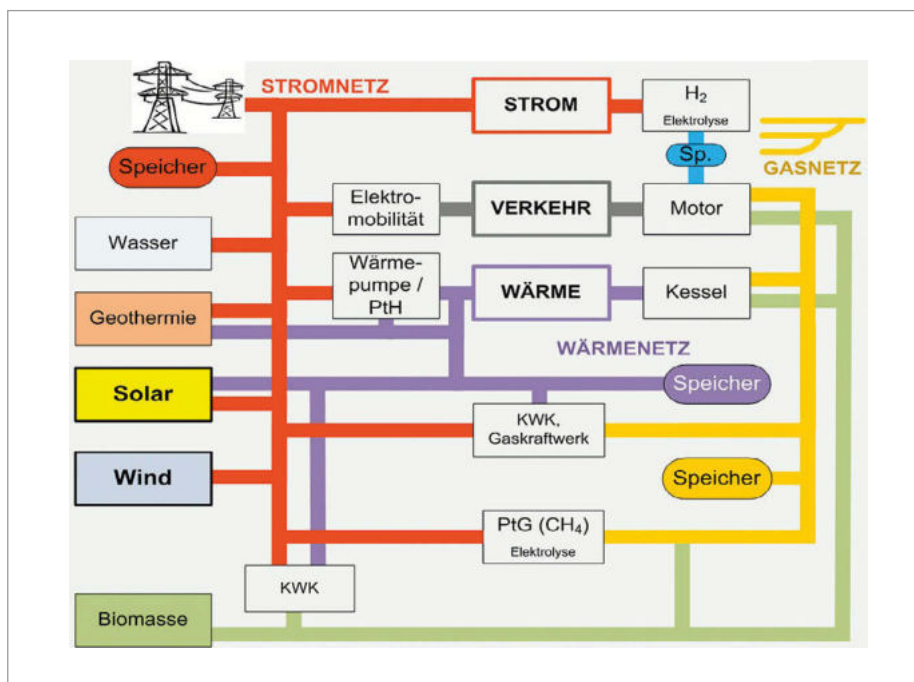 STROMNETZ
STROM
H₂
Elektrolyse
Speicher
Sp.
GASNETZ
Elektro-
mobilität
VERKEHR
Motor
Wasser
Wärme-
pumpe /
PtH
WÄRME
Kessel
Geothermie
WÄRMENETZ
Solar
Speicher
KWK,
Gaskraftwerk
Wind
Speicher
PtG (CH₄)
Elektrolyse
KWK
Biomasse